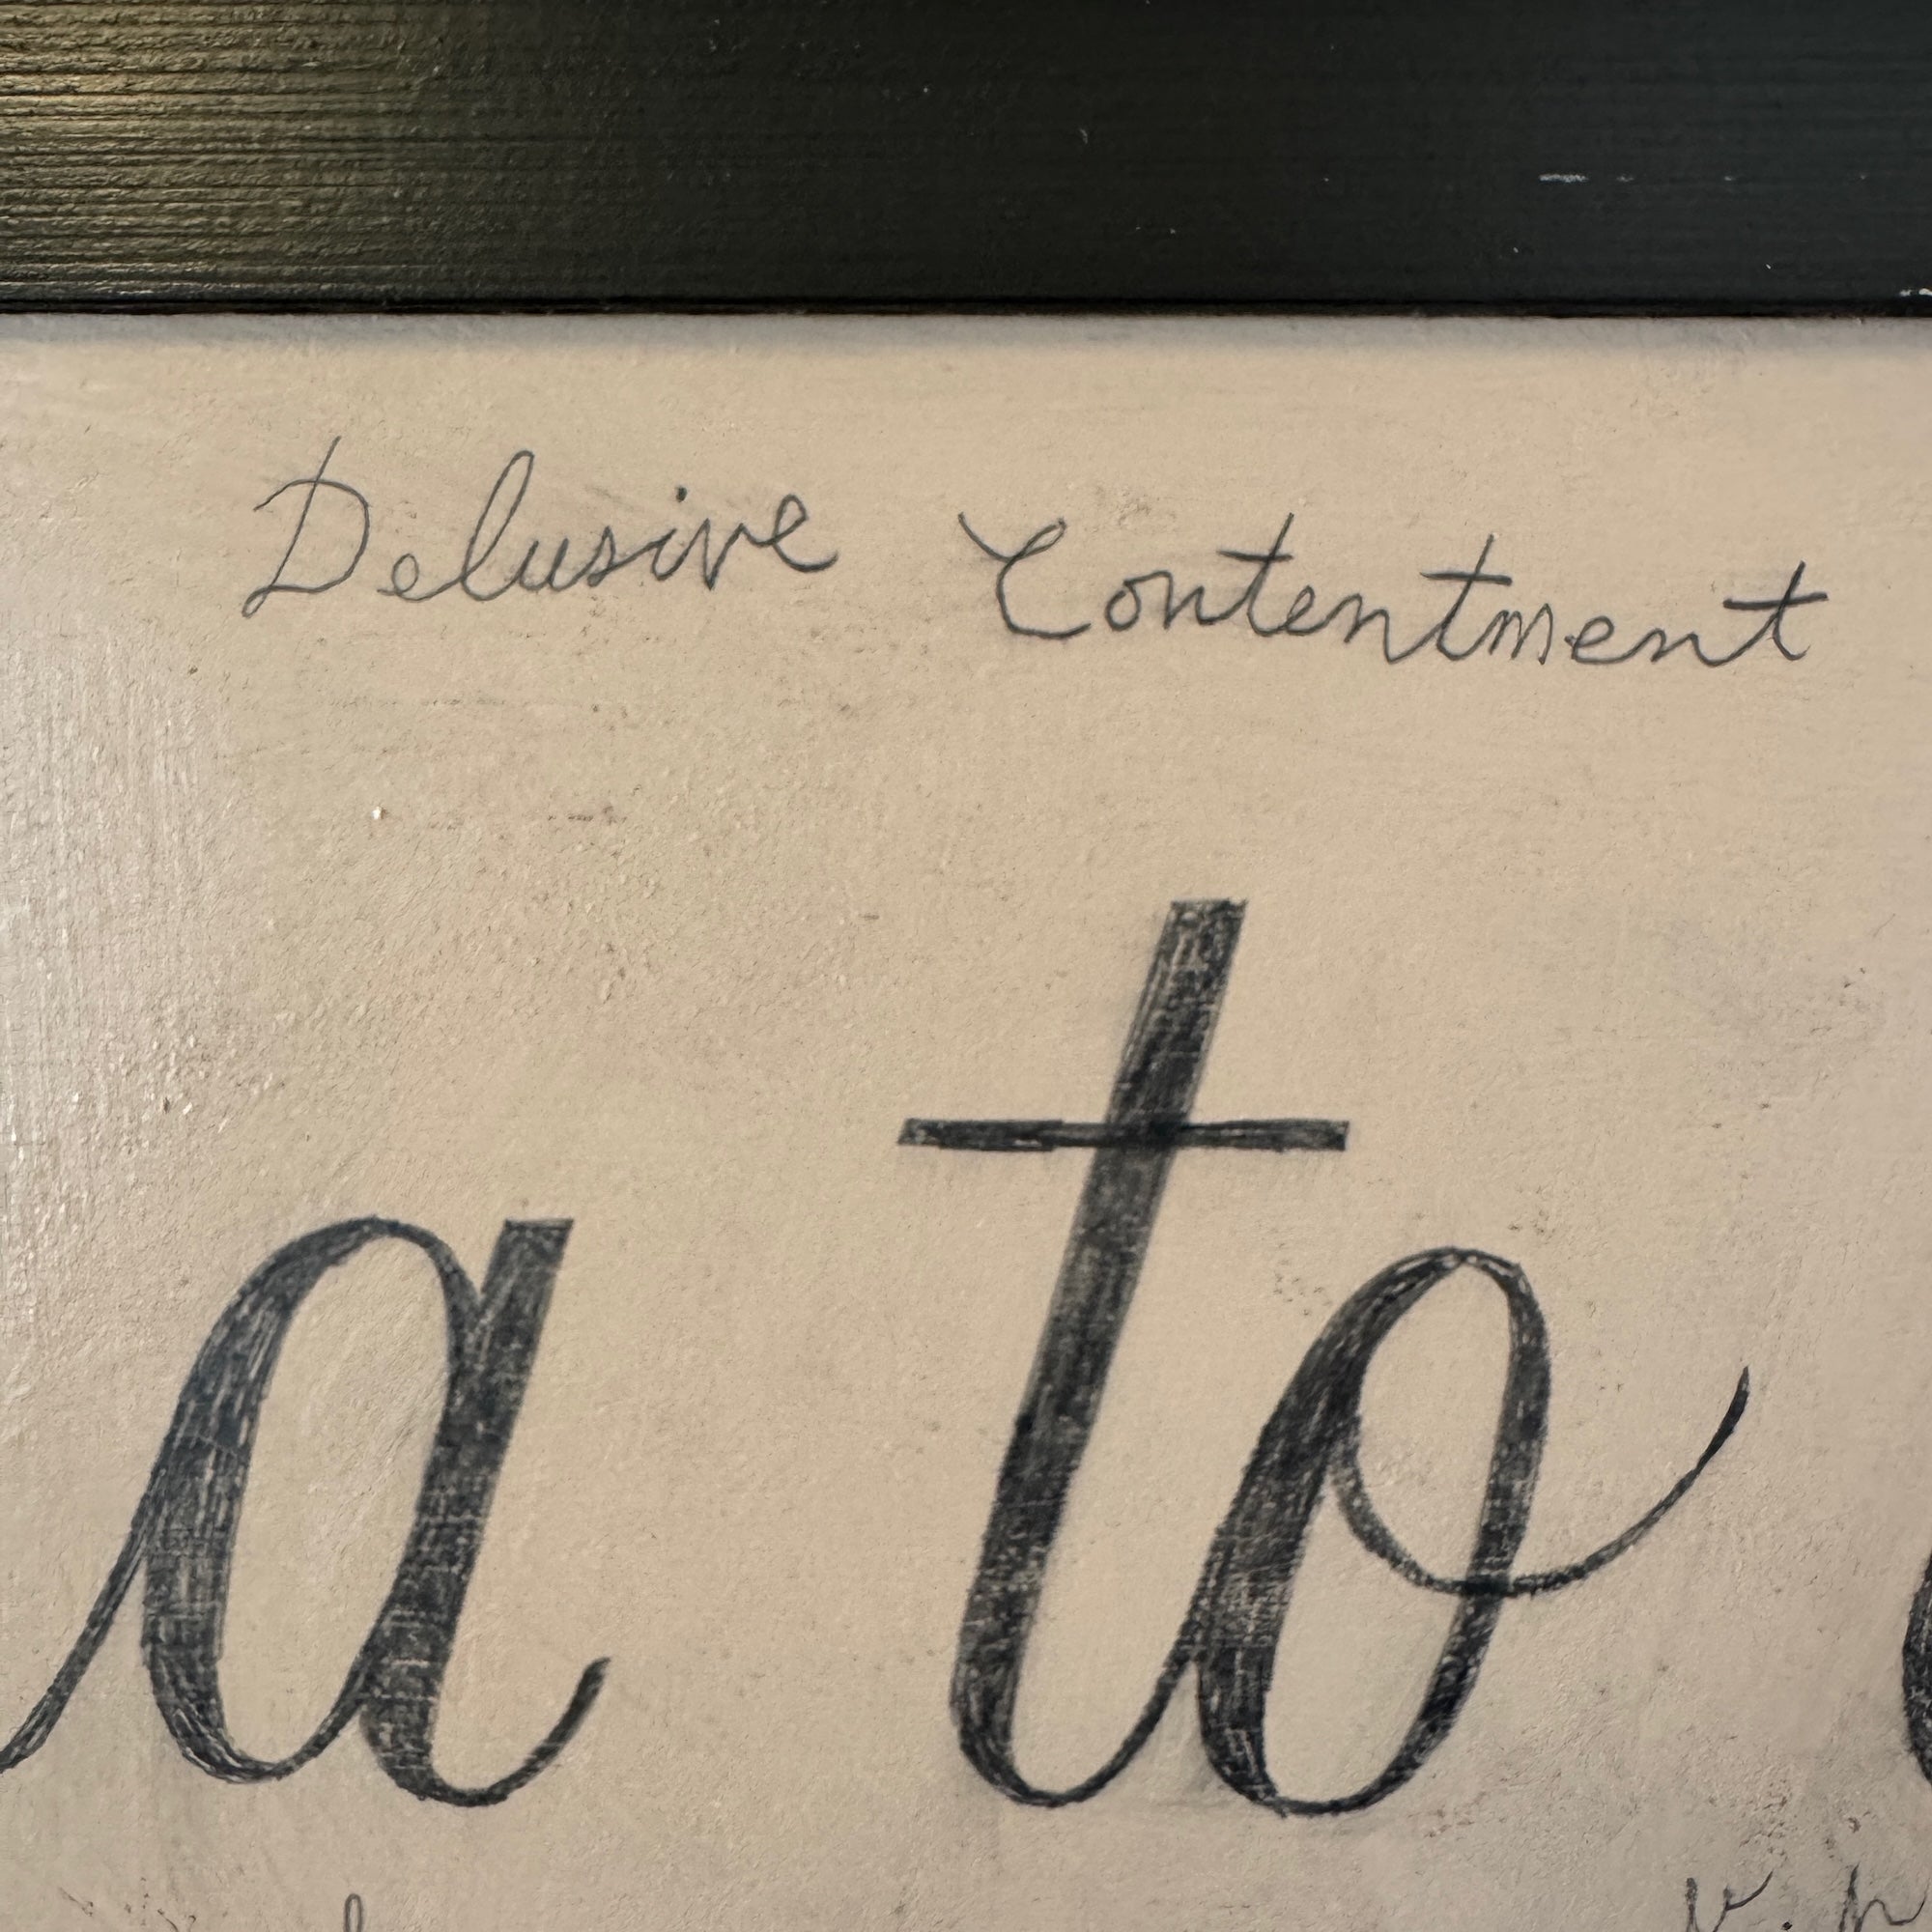 Delusive Contentment
a to